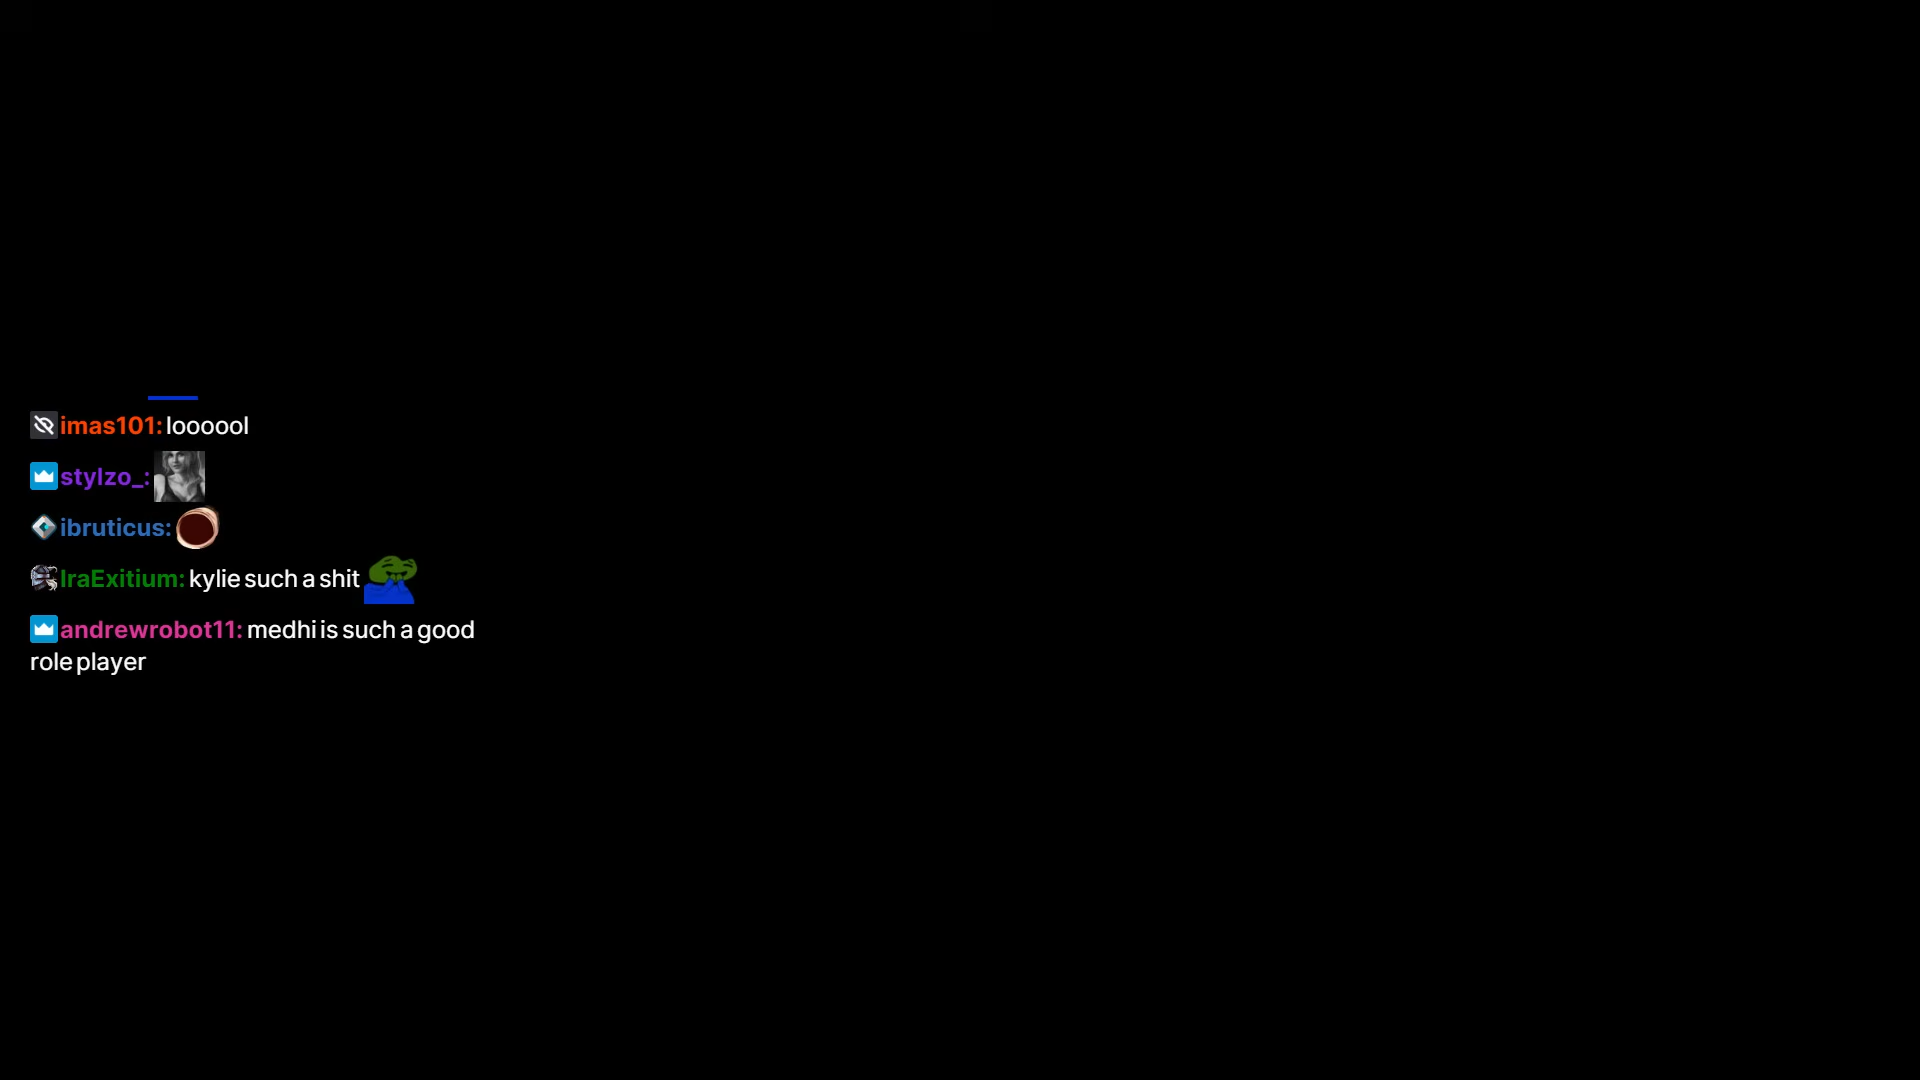 imas101: loooool
stylzo_:
ibruticus:
IraExitium: kylie such a shit
andrewrobot11: medhi is such a good
role player